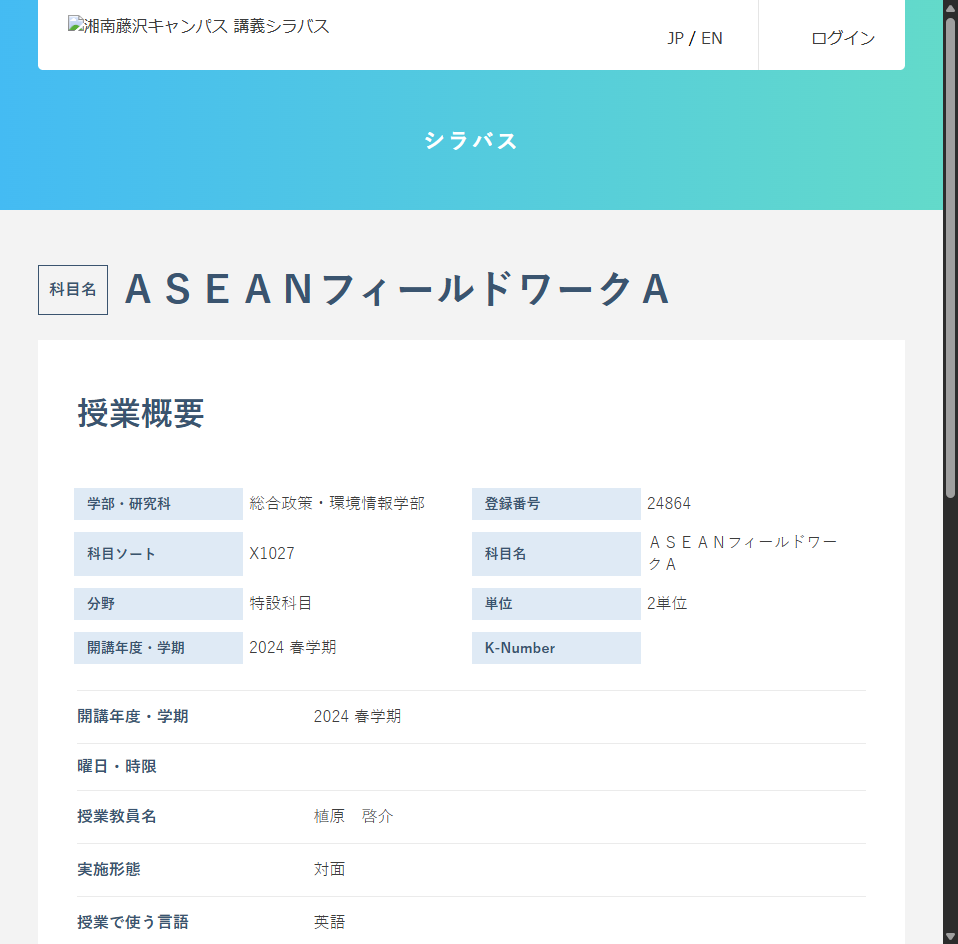 湘南藤沢キャンパス 講義シラバス
JP / EN
ログイン
シラバス
科目名
ＡＳＥＡＮフィールドワークＡ
授業概要
学部・研究科 総合政策・環境情報学部 登録番号 24864
科目ソート X1027 科目名 ＡＳＥＡＮフィールドワー
クＡ
分野 特設科目 単位 2単位
開講年度・学期 2024 春学期 K-Number
開講年度・学期 2024 春学期
曜日・時限
授業教員名 植原　啓介
実施形態 対面
授業で使う言語 英語